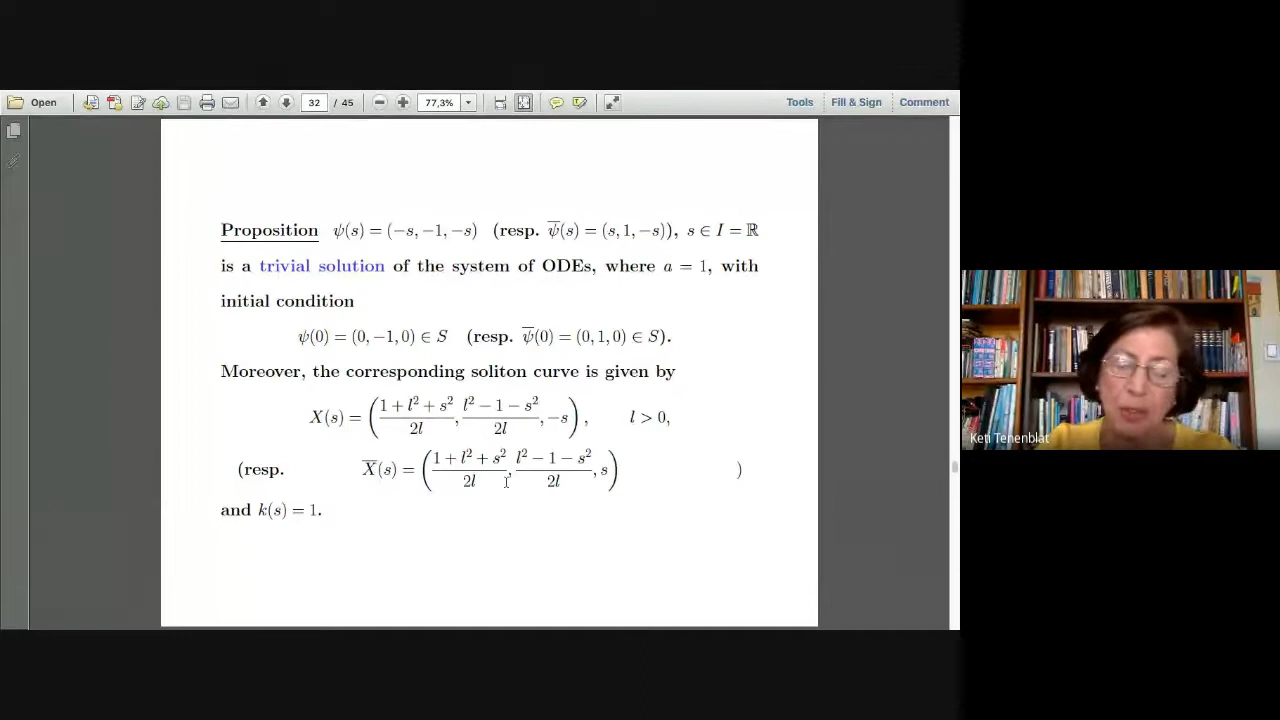 Open 32 / 45 77,3% Tools Fill & Sign Comment
Proposition ψ(s) = (−s, −1, −s) (resp. ψ̅(s) = (s, 1, −s)), s ∈ I = ℝ
is a trivial solution of the system of ODEs, where a = 1, with
initial condition
ψ(0) = (0, −1, 0) ∈ S (resp. ψ̅(0) = (0, 1, 0) ∈ S).
Moreover, the corresponding soliton curve is given by
X(s) = ( (1 + l² + s²)/2l , (l² − 1 − s²)/2l , −s ), l > 0,
(resp. X̅(s) = ( (1 + l² + s²)/2l , (l² − 1 − s²)/2l , s ) )
and k(s) = 1.
Keti Tenenblat